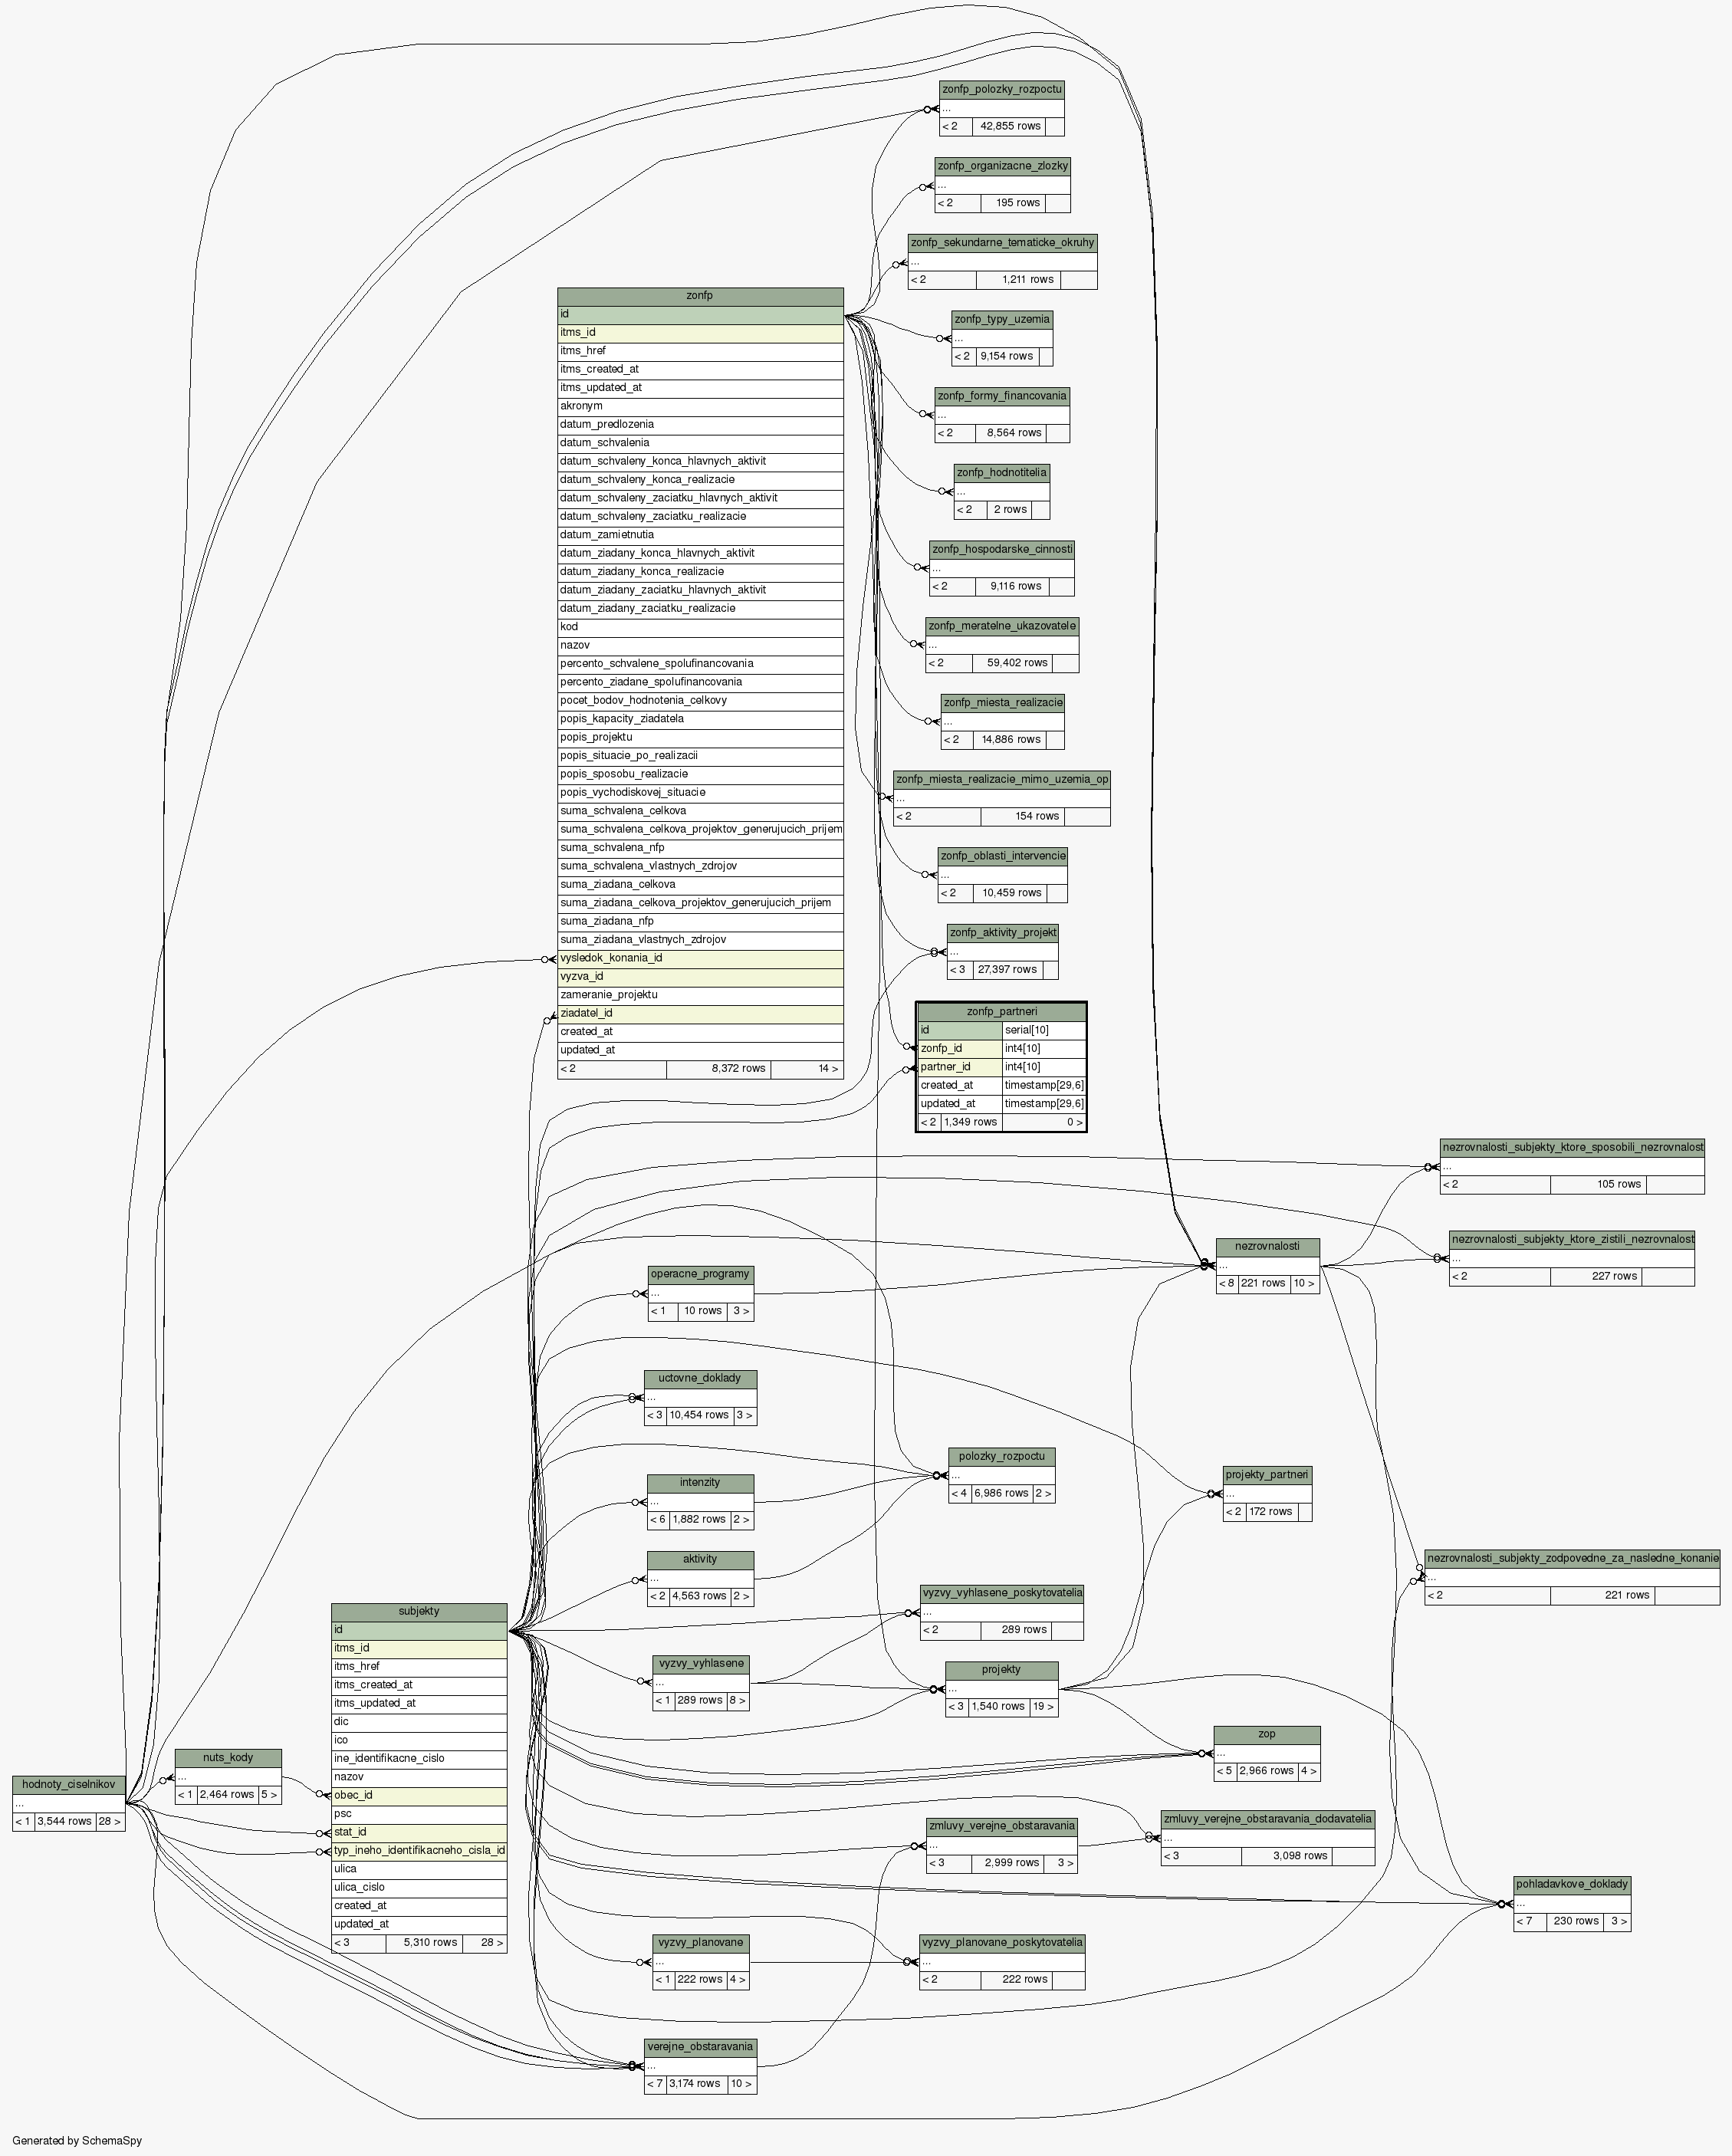 zonfp_polozky_rozpoctu
...
< 2 42,855 rows
zonfp_organizacne_zlozky
...
< 2 195 rows
zonfp_sekundarne_tematicke_okruhy
...
< 2 1,211 rows
zonfp_typy_uzemia
...
< 2 9,154 rows
zonfp_formy_financovania
...
< 2 8,564 rows
zonfp_hodnotitelia
...
< 2 2 rows
zonfp_hospodarske_cinnosti
...
< 2 9,116 rows
zonfp_meratelne_ukazovatele
...
< 2 59,402 rows
zonfp_miesta_realizacie
...
< 2 14,886 rows
zonfp_miesta_realizacie_mimo_uzemia_op
...
< 2 154 rows
zonfp_oblasti_intervencie
...
< 2 10,459 rows
zonfp_aktivity_projekt
...
< 3 27,397 rows
zonfp
id
itms_id
itms_href
itms_created_at
itms_updated_at
akronym
datum_predlozenia
datum_schvalenia
datum_schvaleny_konca_hlavnych_aktivit
datum_schvaleny_konca_realizacie
datum_schvaleny_zaciatku_hlavnych_aktivit
datum_schvaleny_zaciatku_realizacie
datum_zamietnutia
datum_ziadany_konca_hlavnych_aktivit
datum_ziadany_konca_realizacie
datum_ziadany_zaciatku_hlavnych_aktivit
datum_ziadany_zaciatku_realizacie
kod
nazov
percento_schvalene_spolufinancovania
percento_ziadane_spolufinancovania
pocet_bodov_hodnotenia_celkovy
popis_kapacity_ziadatela
popis_projektu
popis_situacie_po_realizacii
popis_sposobu_realizacie
popis_vychodiskovej_situacie
suma_schvalena_celkova
suma_schvalena_celkova_projektov_generujucich_prijem
suma_schvalena_nfp
suma_schvalena_vlastnych_zdrojov
suma_ziadana_celkova
suma_ziadana_celkova_projektov_generujucich_prijem
suma_ziadana_nfp
suma_ziadana_vlastnych_zdrojov
vysledok_konania_id
vyzva_id
zameranie_projektu
ziadatel_id
created_at
updated_at
< 2 8,372 rows 14 >
zonfp_partneri
id serial[10]
zonfp_id int4[10]
partner_id int4[10]
created_at timestamp[29,6]
updated_at timestamp[29,6]
< 2 1,349 rows 0 >
nezrovnalosti_subjekty_ktore_sposobili_nezrovnalost
...
< 2 105 rows
nezrovnalosti_subjekty_ktore_zistili_nezrovnalost
...
< 2 227 rows
nezrovnalosti
...
< 8 221 rows 10 >
operacne_programy
...
< 1 10 rows 3 >
uctovne_doklady
...
< 3 10,454 rows 3 >
polozky_rozpoctu
...
< 4 6,986 rows 2 >
projekty_partneri
...
< 2 172 rows
intenzity
...
< 6 1,882 rows 2 >
aktivity
...
< 2 4,563 rows 2 >
nezrovnalosti_subjekty_zodpovedne_za_nasledne_konanie
...
< 2 221 rows
vyzvy_vyhlasene_poskytovatelia
...
< 2 289 rows
vyzvy_vyhlasene
...
< 1 289 rows 8 >
projekty
...
< 3 1,540 rows 19 >
zop
...
< 5 2,966 rows 4 >
subjekty
id
itms_id
itms_href
itms_created_at
itms_updated_at
dic
ico
ine_identifikacne_cislo
nazov
obec_id
psc
stat_id
typ_ineho_identifikacneho_cisla_id
ulica
ulica_cislo
created_at
updated_at
< 3 5,310 rows 28 >
nuts_kody
...
< 1 2,464 rows 5 >
hodnoty_ciselnikov
...
< 1 3,544 rows 28 >
zmluvy_verejne_obstaravania
...
< 3 2,999 rows 3 >
zmluvy_verejne_obstaravania_dodavatelia
...
< 3 3,098 rows
pohladavkove_doklady
...
< 7 230 rows 3 >
vyzvy_planovane
...
< 1 222 rows 4 >
vyzvy_planovane_poskytovatelia
...
< 2 222 rows
verejne_obstaravania
...
< 7 3,174 rows 10 >
Generated by SchemaSpy